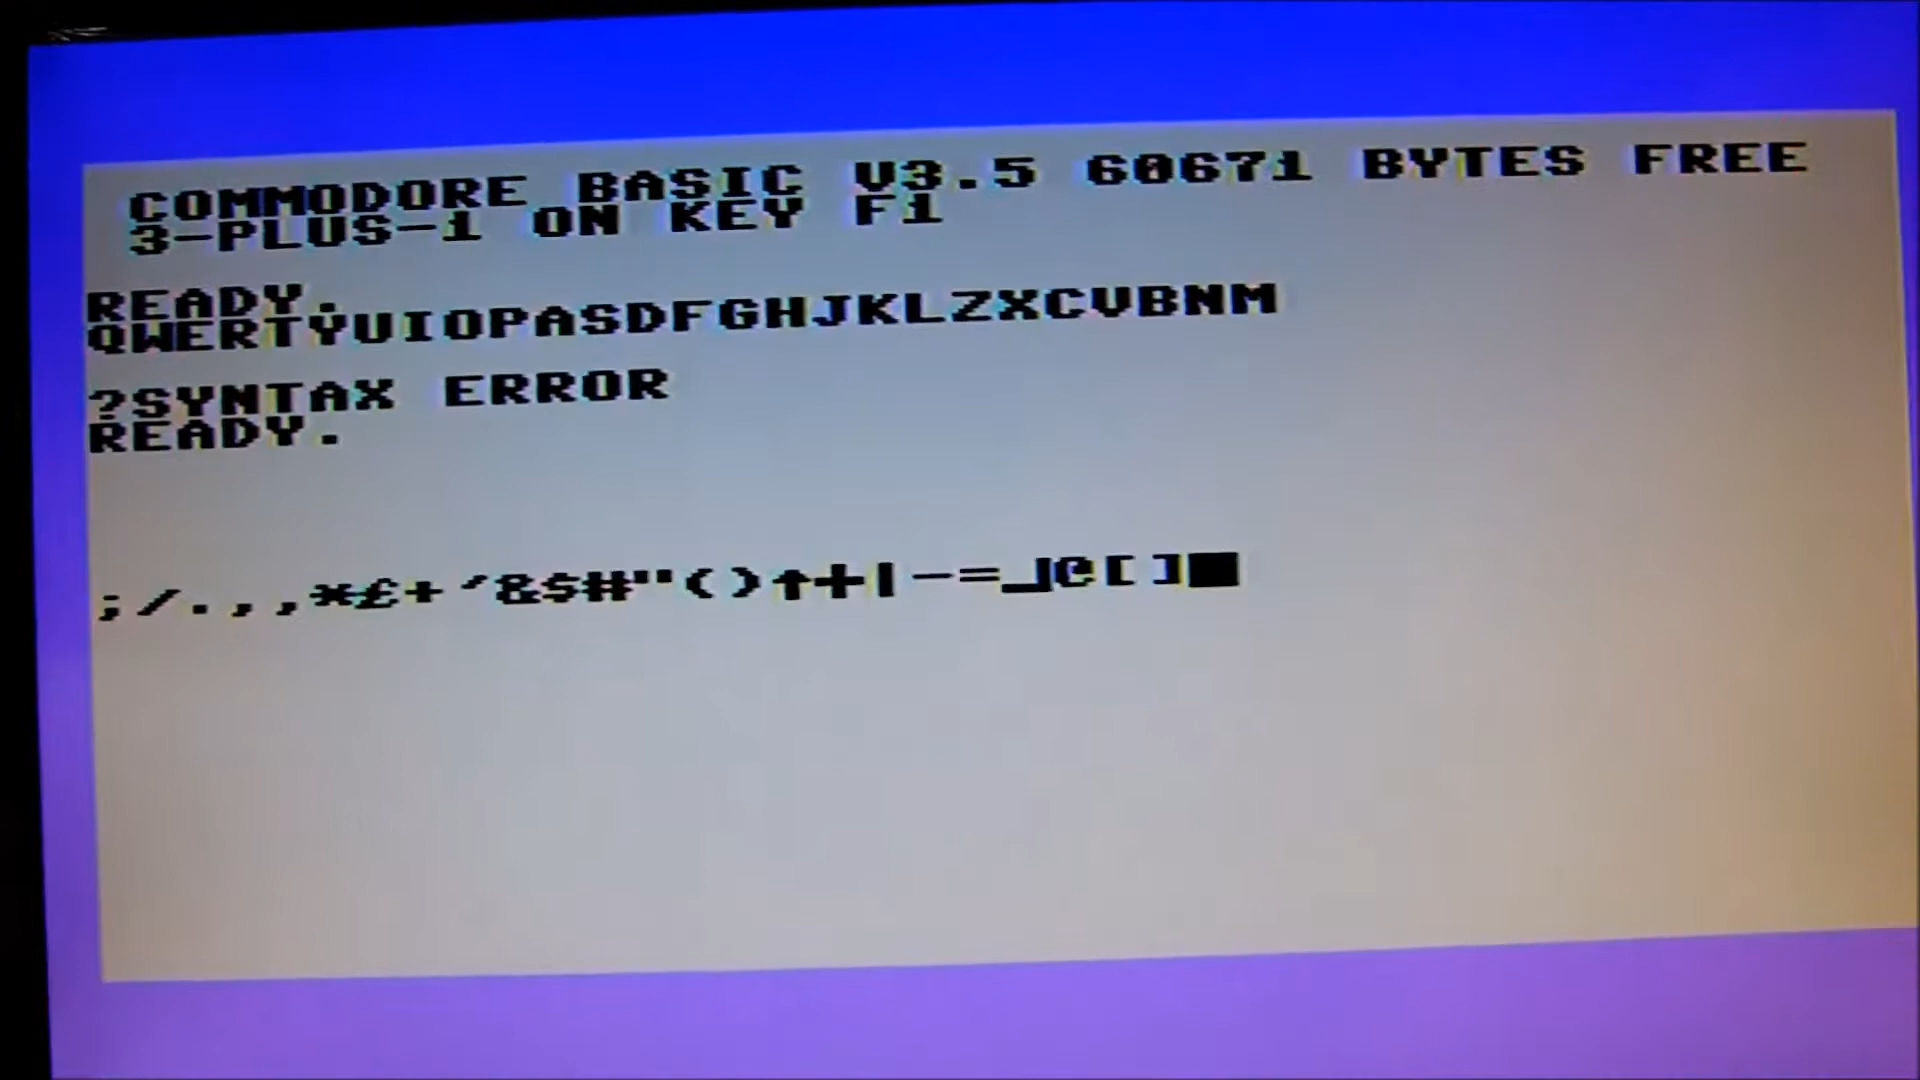 COMMODORE BASIC V3.5 60671 BYTES FREE
3-PLUS-1 ON KEY F1
READY.
QWERTYUIOPASDFGHJKLZXCVBNM
?SYNTAX ERROR
READY.
;/.,,*£+'&$#"()↑┼|-=┘@[]